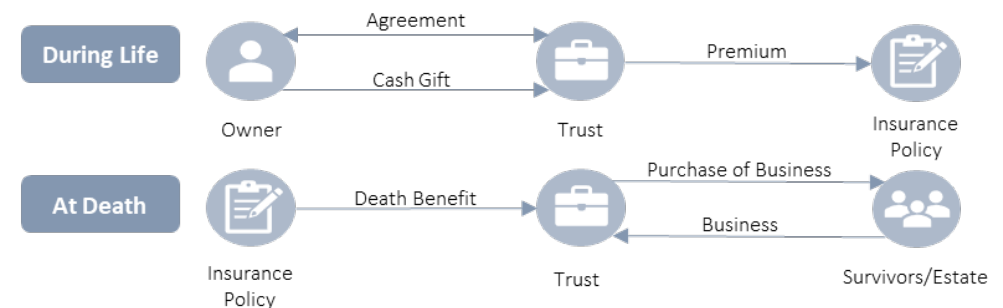 During Life
Agreement
Cash Gift
Premium
Owner
Trust
Insurance
Policy
At Death
Death Benefit
Purchase of Business
Business
Insurance
Policy
Trust
Survivors/Estate